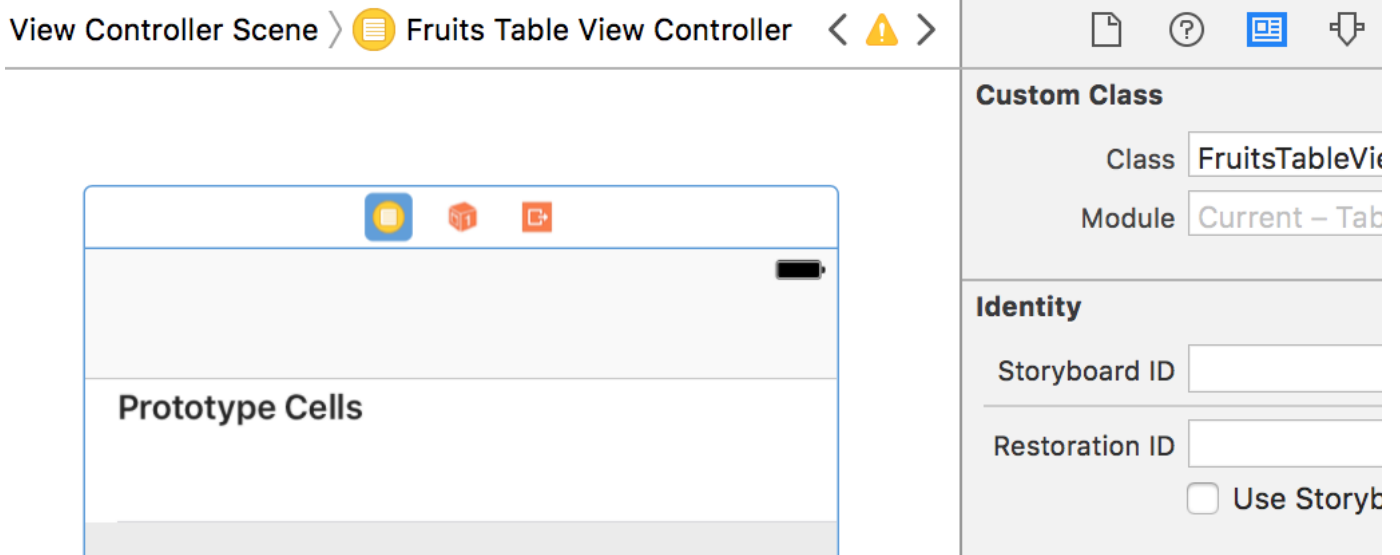 View Controller Scene 〉 Fruits Table View Controller
Custom Class
Class FruitsTableVie
Module Current – Tab
Identity
Storyboard ID
Prototype Cells
Restoration ID
Use Storyb